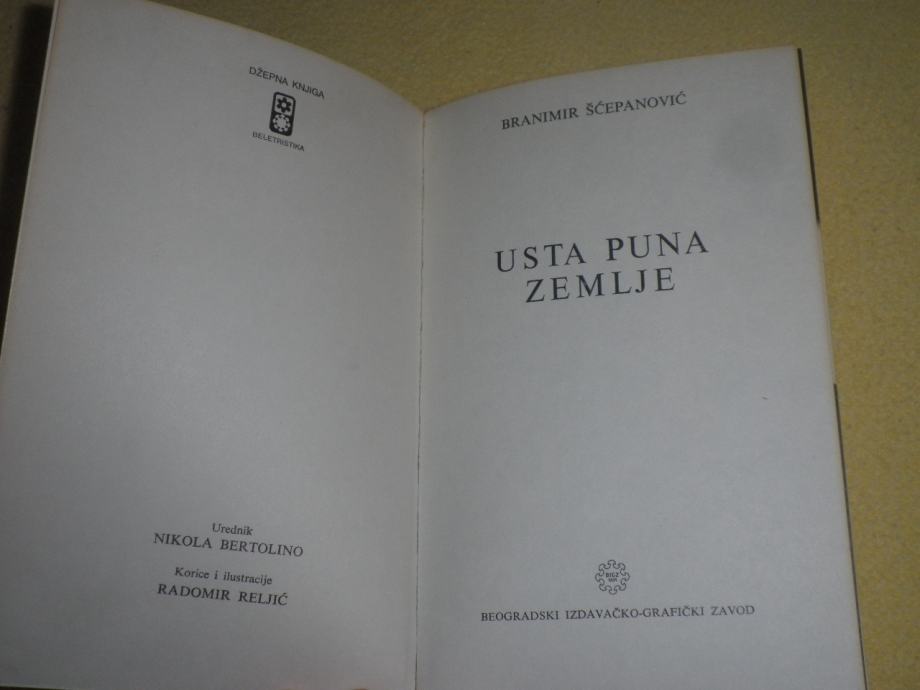 DŽEPNA KNJIGA
BELETRISTIKA
Urednik
NIKOLA BERTOLINO
Korice i ilustracije
RADOMIR RELJIĆ
BRANIMIR ŠĆEPANOVIĆ
USTA PUNA
ZEMLJE
BIGZ
BEOGRADSKI IZDAVAČKO-GRAFIČKI ZAVOD